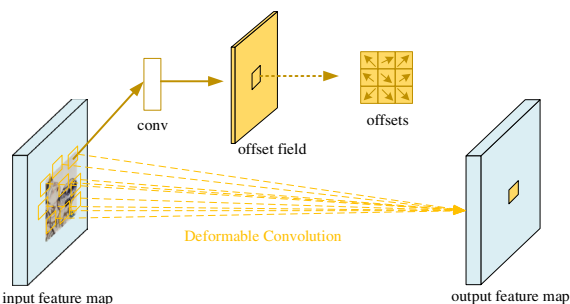 conv
offset field
offsets
Deformable Convolution
input feature map
output feature map